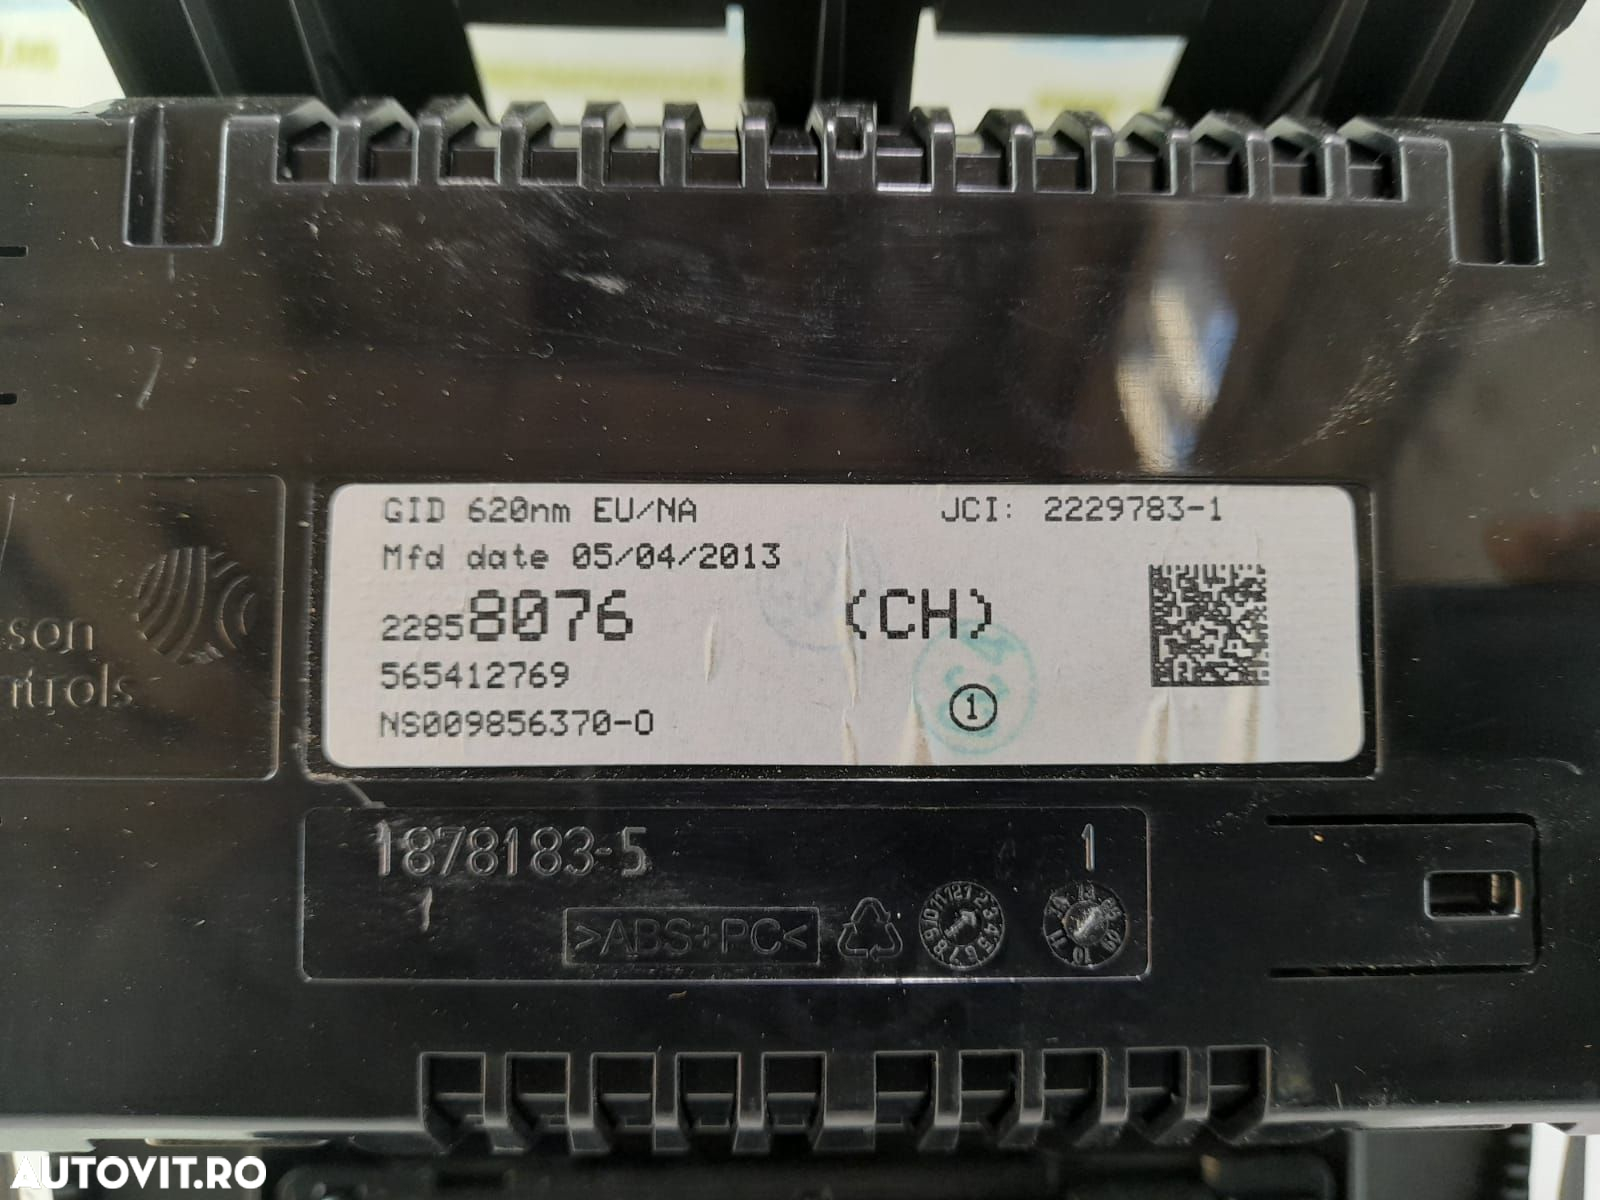 GID 620nm EU/NA JCI: 2229783-1
Mfd date 05/04/2013
22858076 (CH)
565412769
1
NS009856370-0
ntrols
1878183-5 1
>ABS+PC<
AUTOVIT.RO